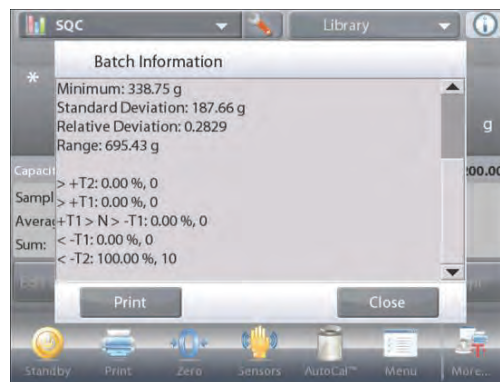 SQC
Library
Batch Information
*
Minimum: 338.75 g
Standard Deviation: 187.66 g
Relative Deviation: 0.2829
Range: 695.43 g
g
> +T2: 0.00 %, 0
> +T1: 0.00 %, 0
+T1 > N > -T1: 0.00 %, 0
< -T1: 0.00 %, 0
< -T2: 100.00 %, 10
Sum:
Print
Close
Standby
Print
Zero
Sensors
AutoCal™
Menu
More...